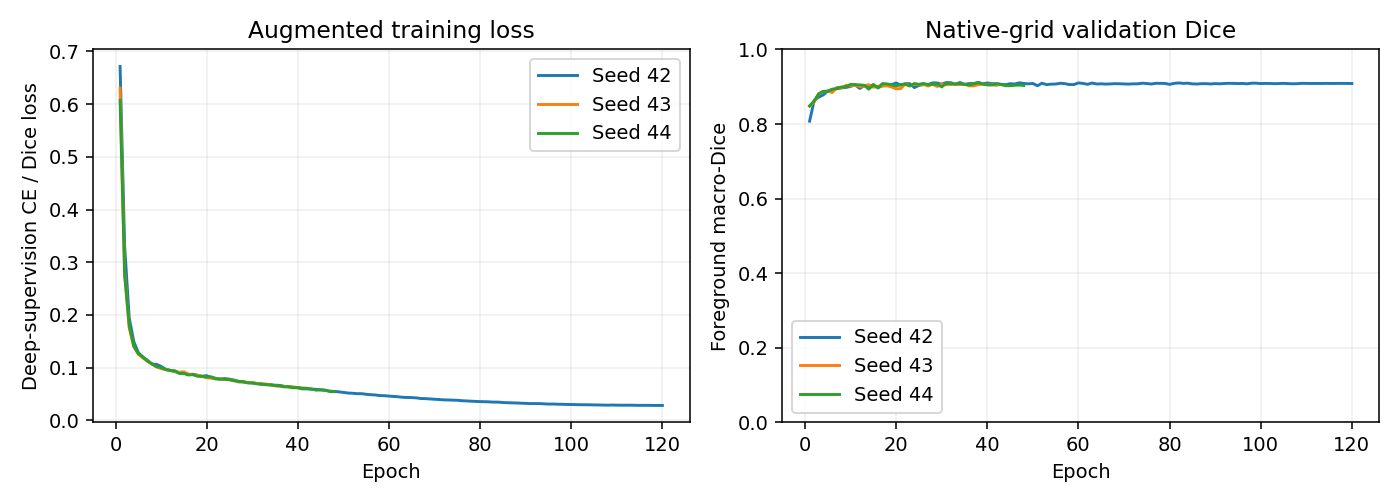 Augmented training loss
Deep-supervision CE / Dice loss
0.7
0.6
0.5
0.4
0.3
0.2
0.1
0.0
Seed 42
Seed 43
Seed 44
0 20 40 60 80 100 120
Epoch
Native-grid validation Dice
Foreground macro-Dice
1.0
0.8
0.6
0.4
0.2
0.0
Seed 42
Seed 43
Seed 44
0 20 40 60 80 100 120
Epoch